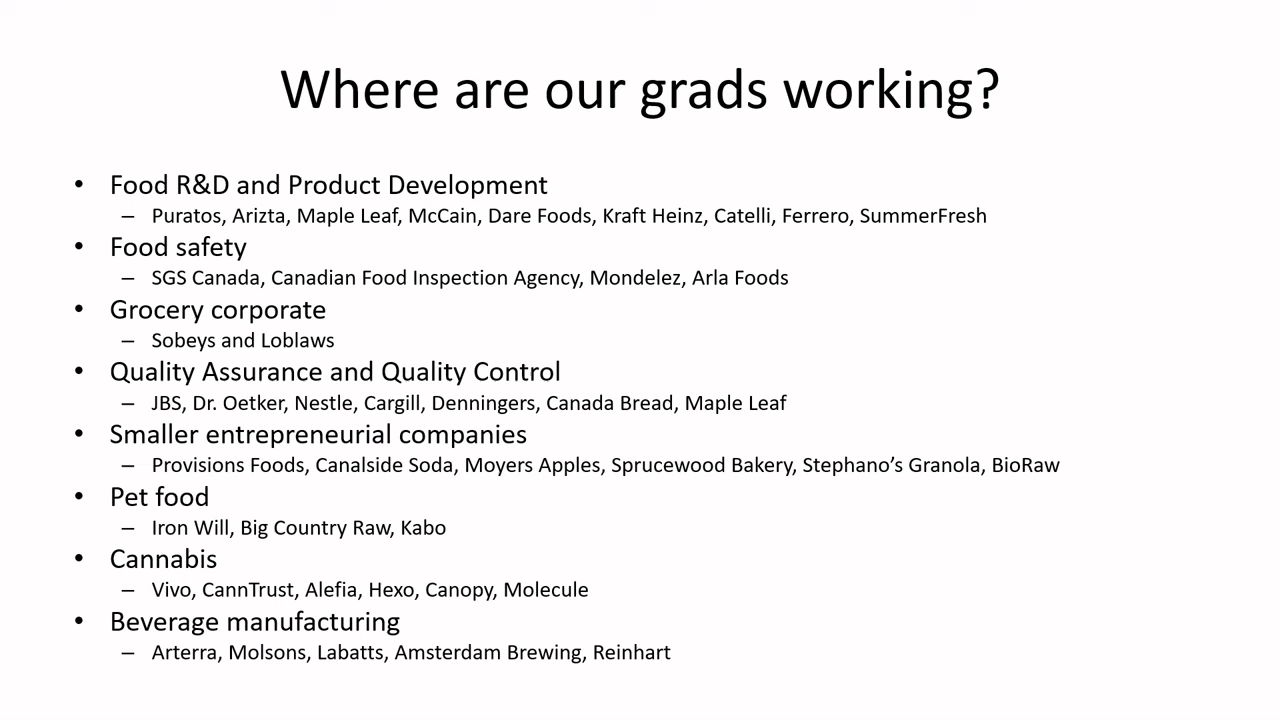 Where are our grads working?
• Food R&D and Product Development
– Puratos, Arizta, Maple Leaf, McCain, Dare Foods, Kraft Heinz, Catelli, Ferrero, SummerFresh
• Food safety
– SGS Canada, Canadian Food Inspection Agency, Mondelez, Arla Foods
• Grocery corporate
– Sobeys and Loblaws
• Quality Assurance and Quality Control
– JBS, Dr. Oetker, Nestle, Cargill, Denningers, Canada Bread, Maple Leaf
• Smaller entrepreneurial companies
– Provisions Foods, Canalside Soda, Moyers Apples, Sprucewood Bakery, Stephano’s Granola, BioRaw
• Pet food
– Iron Will, Big Country Raw, Kabo
• Cannabis
– Vivo, CannTrust, Alefia, Hexo, Canopy, Molecule
• Beverage manufacturing
– Arterra, Molsons, Labatts, Amsterdam Brewing, Reinhart